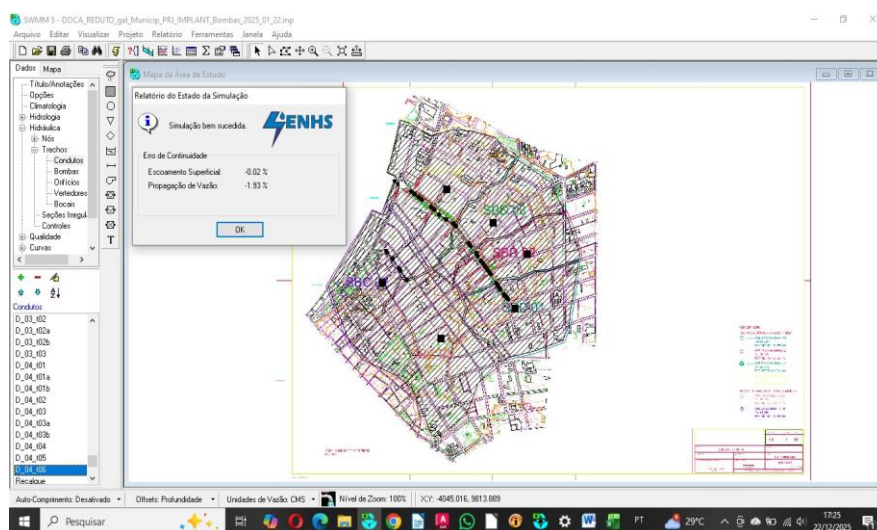 SWMM 5 - DOCA_REDUTO_gal_Municip_PRJ_IMPLANT_Bombas_2025_01_22.inp
Arquivo Editar Visualizar Projeto Relatório Ferramentas Janela Ajuda
Dados Mapa
Título/Anotações
Opções
Climatologia
Hidrologia
Hidráulica
Nós
Trechos
Condutos
Bombas
Orifícios
Vertedores
Bocais
Seções Irregul
Controles
Qualidade
Curvas
Condutos
D_03_t02
D_03_t02a
D_03_t02b
D_03_t03
D_04_t01
D_04_t01a
D_04_t01b
D_04_t02
D_04_t03
D_04_t03a
D_04_t03b
D_04_t04
D_04_t05
D_04_t06
Recalque
Mapa da Área de Estudo
Relatório do Estado da Simulação
Simulação bem sucedida.
LENHS
Erro de Continuidade
Escoamento Superficial: -0.02 %
Propagação de Vazão: -1.93 %
OK
Auto-Comprimento: Desativado Offsets: Profundidade Unidades de Vazão: CMS Nível de Zoom: 100% X,Y: -4045.016, 9813.889
Pesquisar
PT
29°C
17:25
22/12/2025